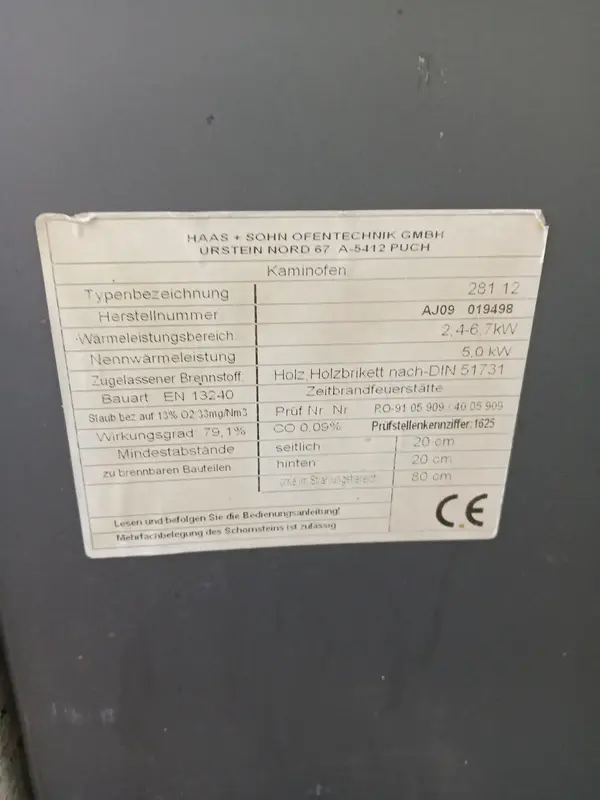 HAAS + SOHN OFENTECHNIK GMBH
URSTEIN NORD 67 A-5412 PUCH
Kaminofen
Typenbezeichnung 281 12
Herstellnummer AJ09 019498
Wärmeleistungsbereich: 2,4-6,7kW
Nennwärmeleistung 5,0 kW
Zugelassener Brennstoff: Holz,Holzbrikett nach-DIN 51731
Bauart EN 13240 Zeitbrandfeuerstätte
Staub bez auf 13% O2:33mg/Nm3 Prüf Nr. Nr P.O-91 05 909 / 40 05 909
Wirkungsgrad: 79,1% CO 0,09% Prüfstellenkennziffer:1625
Mindestabstände seitlich 20 cm
zu brennbaren Bauteilen hinten 20 cm
vorne im Strahlungsbereich 80 cm
Lesen und befolgen Sie die Bedienungsanleitung!
Mehrfachbelegung des Schornsteins ist zulässig
CE